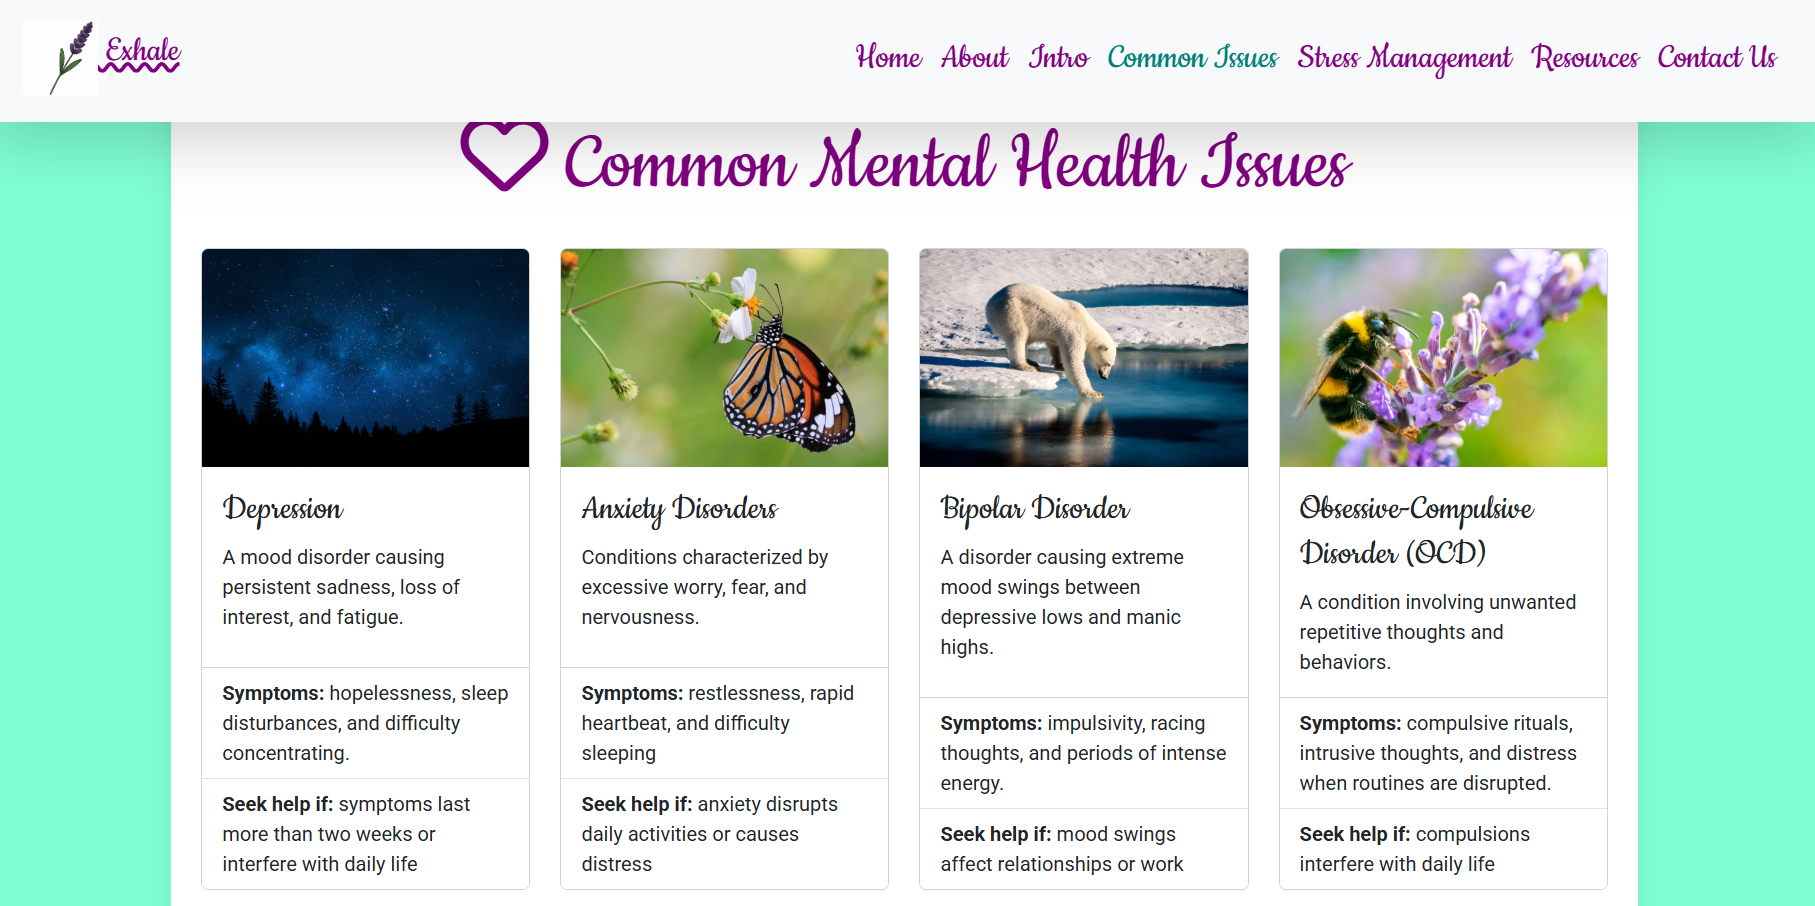 Exhale
Home About Intro Common Issues Stress Management Resources Contact Us
Common Mental Health Issues
Depression
A mood disorder causing
persistent sadness, loss of
interest, and fatigue.
Symptoms: hopelessness, sleep
disturbances, and difficulty
concentrating.
Seek help if: symptoms last
more than two weeks or
interfere with daily life
Anxiety Disorders
Conditions characterized by
excessive worry, fear, and
nervousness.
Symptoms: restlessness, rapid
heartbeat, and difficulty
sleeping
Seek help if: anxiety disrupts
daily activities or causes
distress
Bipolar Disorder
A disorder causing extreme
mood swings between
depressive lows and manic
highs.
Symptoms: impulsivity, racing
thoughts, and periods of intense
energy.
Seek help if: mood swings
affect relationships or work
Obsessive-Compulsive
Disorder (OCD)
A condition involving unwanted
repetitive thoughts and
behaviors.
Symptoms: compulsive rituals,
intrusive thoughts, and distress
when routines are disrupted.
Seek help if: compulsions
interfere with daily life